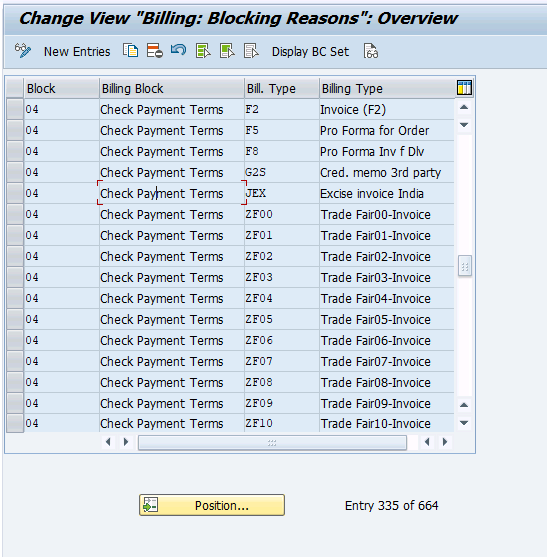 Change View "Billing: Blocking Reasons": Overview
New Entries Display BC Set
Block Billing Block Bill. Type Billing Type
04 Check Payment Terms F2 Invoice (F2)
04 Check Payment Terms F5 Pro Forma for Order
04 Check Payment Terms F8 Pro Forma Inv f Dlv
04 Check Payment Terms G2S Cred. memo 3rd party
04 Check Payment Terms JEX Excise invoice India
04 Check Payment Terms ZF00 Trade Fair00-Invoice
04 Check Payment Terms ZF01 Trade Fair01-Invoice
04 Check Payment Terms ZF02 Trade Fair02-Invoice
04 Check Payment Terms ZF03 Trade Fair03-Invoice
04 Check Payment Terms ZF04 Trade Fair04-Invoice
04 Check Payment Terms ZF05 Trade Fair05-Invoice
04 Check Payment Terms ZF06 Trade Fair06-Invoice
04 Check Payment Terms ZF07 Trade Fair07-Invoice
04 Check Payment Terms ZF08 Trade Fair08-Invoice
04 Check Payment Terms ZF09 Trade Fair09-Invoice
04 Check Payment Terms ZF10 Trade Fair10-Invoice
Position... Entry 335 of 664